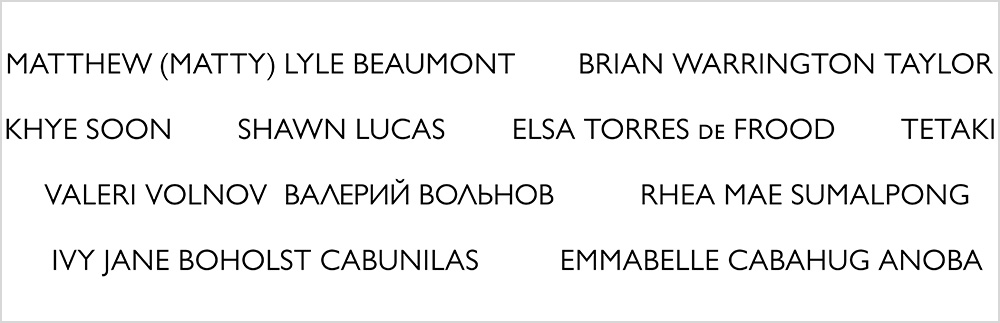 MATTHEW (MATTY) LYLE BEAUMONT BRIAN WARRINGTON TAYLOR
KHYE SOON SHAWN LUCAS ELSA TORRES DE FROOD TETAKI
VALERI VOLNOV ВАЛЕРИЙ ВОЛЬНОВ RHEA MAE SUMALPONG
IVY JANE BOHOLST CABUNILAS EMMABELLE CABAHUG ANOBA